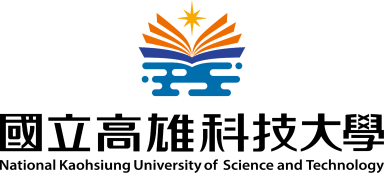 國立高雄科技大學
National Kaohsiung University of Science and Technology